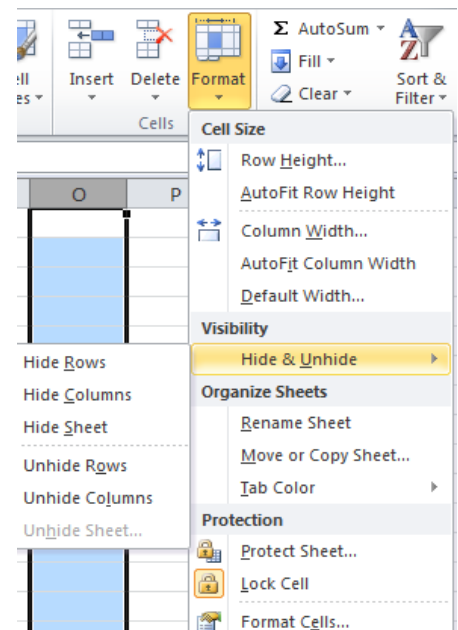 Σ AutoSum
Fill
Clear
ell
es
Insert
Delete
Format
Sort &
Filter
Cells
Cell Size
Row Height...
AutoFit Row Height
Column Width...
AutoFit Column Width
Default Width...
Visibility
Hide & Unhide
Organize Sheets
Rename Sheet
Move or Copy Sheet...
Tab Color
Protection
Protect Sheet...
Lock Cell
Format Cells...
O
P
Hide Rows
Hide Columns
Hide Sheet
Unhide Rows
Unhide Columns
Unhide Sheet...